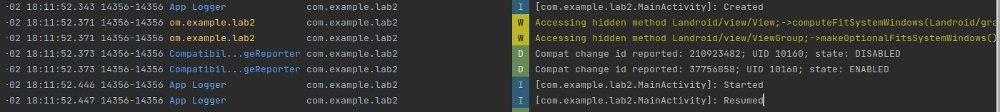 -02 18:11:52.343 14356-14356 App Logger com.example.lab2 I [com.example.lab2.MainActivity]: Created
-02 18:11:52.371 14356-14356 om.example.lab2 com.example.lab2 W Accessing hidden method Landroid/view/View;->computeFitSystemWindows(Landroid/gra
-02 18:11:52.371 14356-14356 om.example.lab2 com.example.lab2 W Accessing hidden method Landroid/view/ViewGroup;->makeOptionalFitsSystemWindows()
-02 18:11:52.373 14356-14356 Compatibil...geReporter com.example.lab2 D Compat change id reported: 210923482; UID 10160; state: DISABLED
-02 18:11:52.373 14356-14356 Compatibil...geReporter com.example.lab2 D Compat change id reported: 37756858; UID 10160; state: ENABLED
-02 18:11:52.446 14356-14356 App Logger com.example.lab2 I [com.example.lab2.MainActivity]: Started
-02 18:11:52.447 14356-14356 App Logger com.example.lab2 I [com.example.lab2.MainActivity]: Resumed